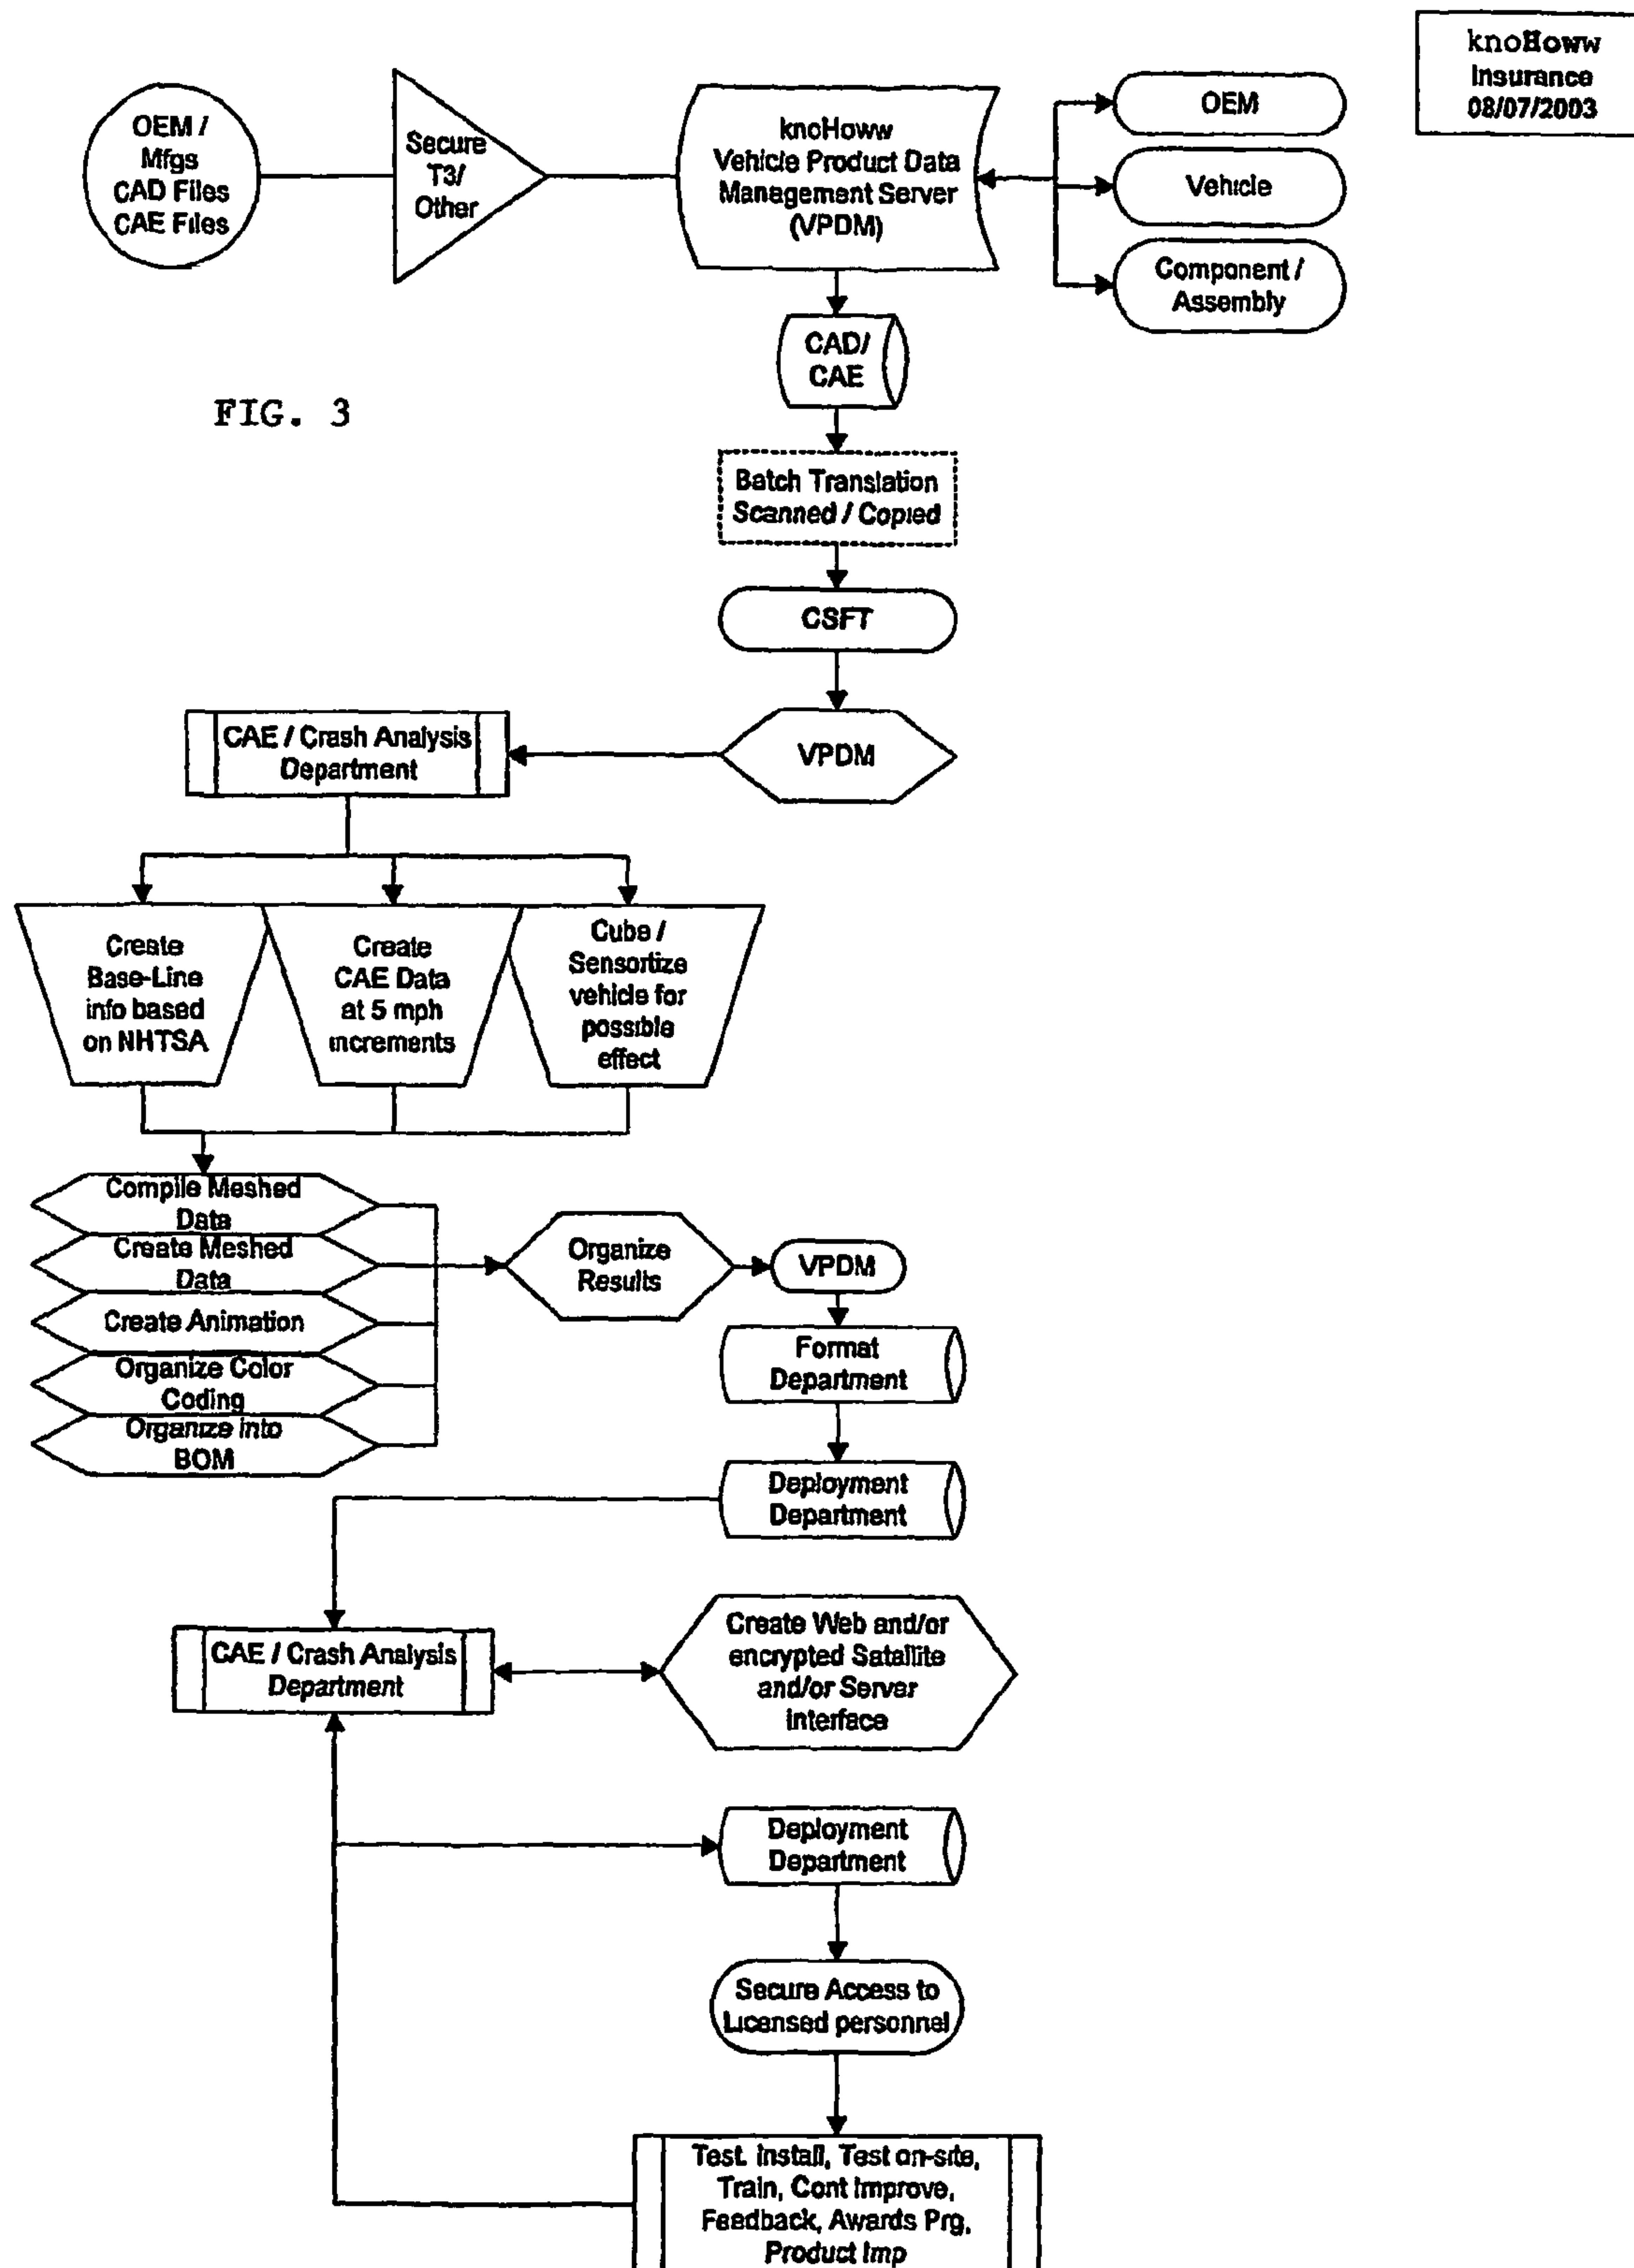 knoHoww
Insurance
08/07/2003
OEM /
Mfgs
CAD Files
CAE Files
Secure
T3/
Other
knoHoww
Vehicle Product Data
Management Server
(VPDM)
OEM
Vehicle
Component /
Assembly
CAD/
CAE
FIG. 3
Batch Translation
Scanned / Copied
CSFT
VPDM
CAE / Crash Analysis
Department
Create
Base-Line
info based
on NHTSA
Create
CAE Data
at 5 mph
increments
Cube /
Sensortize
vehicle for
possible
effect
Compile Meshed
Data
Create Meshed
Data
Create Animation
Organize Color
Coding
Organize into
BOM
Organize
Results
VPDM
Format
Department
Deployment
Department
CAE / Crash Analysis
Department
Create Web and/or
encrypted Satallite
and/or Server
interface
Deployment
Department
Secure Access to
Licensed personnel
Test. Install, Test on-site,
Train, Cont Improve,
Feedback, Awards Prg,
Product Imp